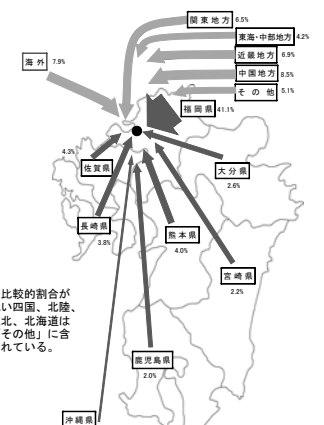 関東地方 6.5%
東海・中部地方 4.2%
近畿地方 6.9%
中国地方 8.5%
その他 5.1%
海外 7.9%
福岡県 41.1%
4.3%
佐賀県
大分県
2.6%
長崎県
3.8%
熊本県
4.0%
宮崎県
2.2%
比較的割合が
い四国、北陸、
北、北海道は
その他」に含
れている。
鹿児島県
2.0%
沖縄県